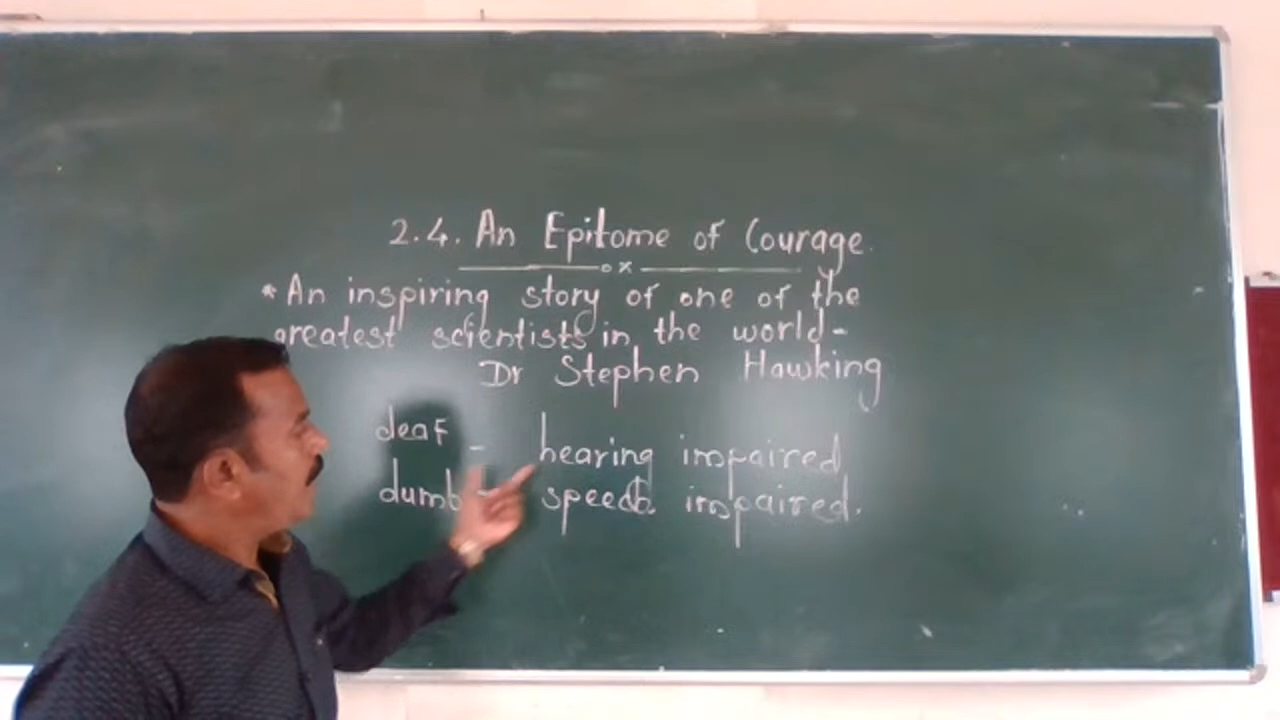 2.4. An Epitome of Courage.
* An inspiring story of one of the
greatest scientists in the world-
Dr Stephen Hawking
deaf - hearing impaired
dumb - speech impaired.